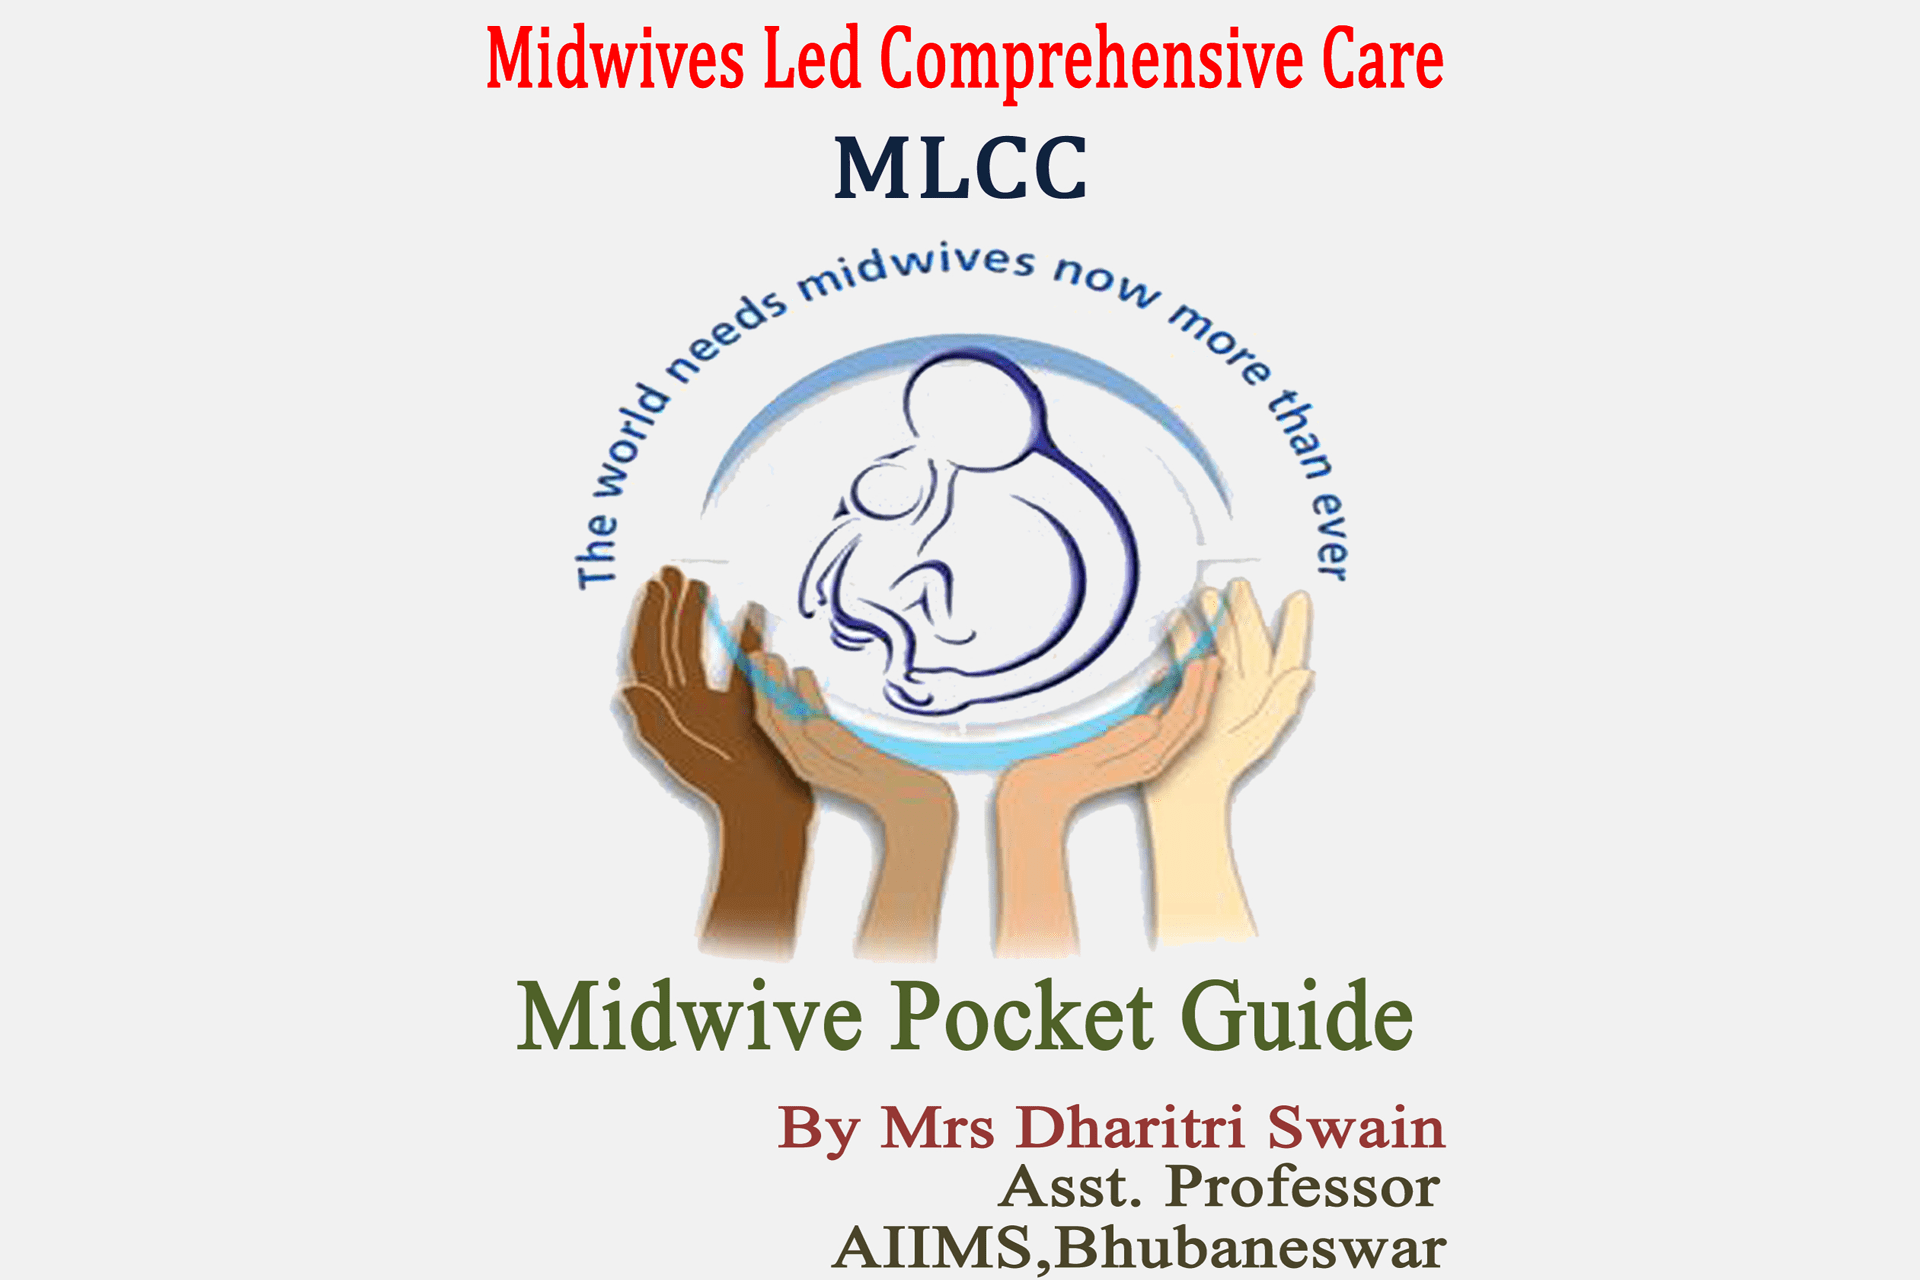 Midwives Led Comprehensive Care
MLCC
The world needs midwives now more than ever
Midwive Pocket Guide
By Mrs Dharitri Swain
Asst. Professor
AIIMS,Bhubaneswar